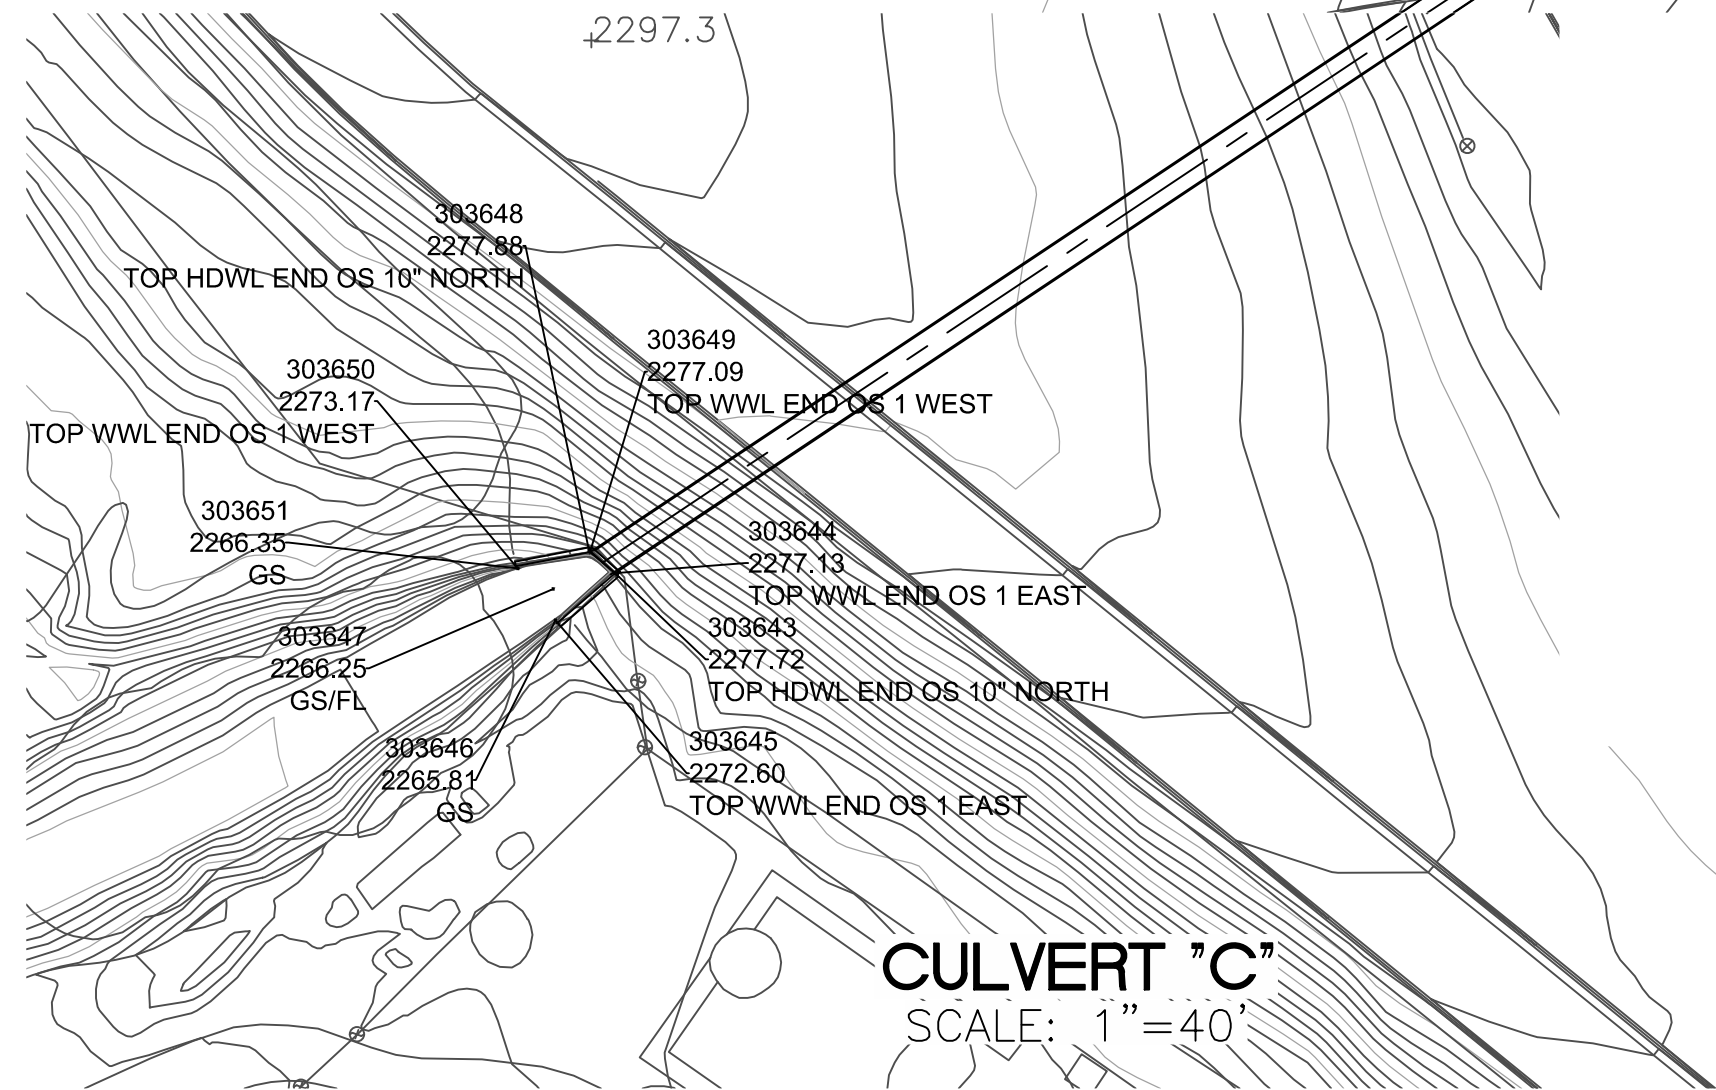 2297.3
303648
2277.88
TOP HDWL END OS 10" NORTH
303649
2277.09
TOP WWL END OS 1 WEST
303650
2273.17
TOP WWL END OS 1 WEST
303651
2266.35
GS
303644
2277.13
TOP WWL END OS 1 EAST
303647
2266.25
GS/FL
303643
2277.72
TOP HDWL END OS 10" NORTH
303646
2265.81
GS
303645
2272.60
TOP WWL END OS 1 EAST
CULVERT "C"
SCALE: 1"=40'